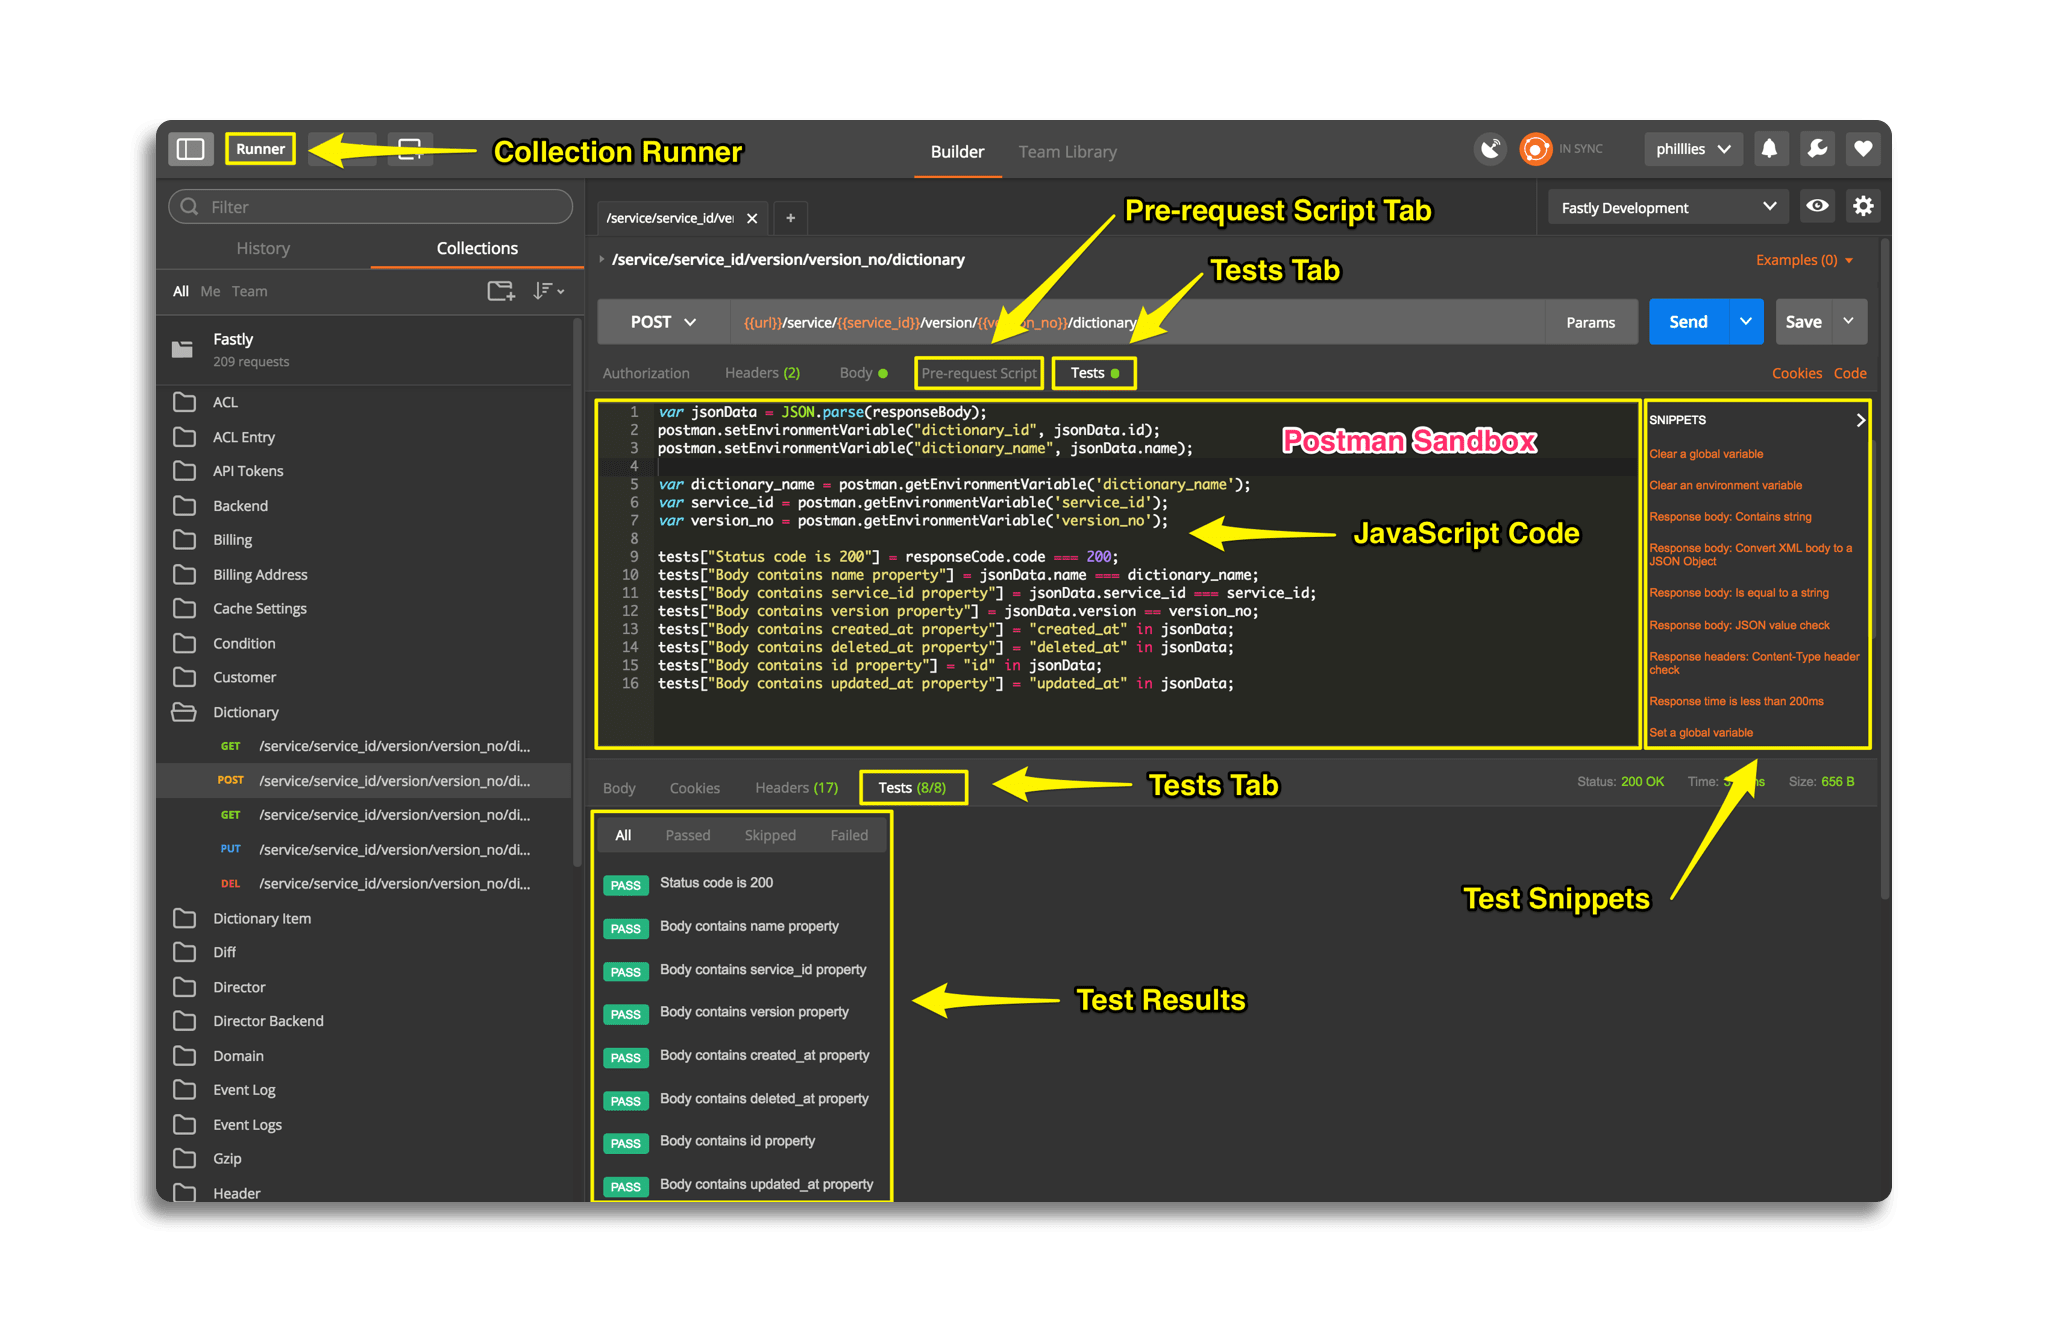 Runner
Collection Runner
Builder
Team Library
IN SYNC
philllies
Filter
History
Collections
All
Me
Team
Fastly
209 requests
ACL
ACL Entry
API Tokens
Backend
Billing
Billing Address
Cache Settings
Condition
Customer
Dictionary
GET /service/service_id/version/version_no/di...
POST /service/service_id/version/version_no/di...
GET /service/service_id/version/version_no/di...
PUT /service/service_id/version/version_no/di...
DEL /service/service_id/version/version_no/di...
Dictionary Item
Diff
Director
Director Backend
Domain
Event Log
Event Logs
Gzip
Header
/service/service_id/ve
+
Pre-request Script Tab
Fastly Development
/service/service_id/version/version_no/dictionary
Tests Tab
Examples (0)
POST
{{url}}/service/{{service_id}}/version/{{version_no}}/dictionary
Params
Send
Save
Authorization
Headers (2)
Body
Pre-request Script
Tests
Cookies
Code
1 var jsonData = JSON.parse(responseBody);
2 postman.setEnvironmentVariable("dictionary_id", jsonData.id);
3 postman.setEnvironmentVariable("dictionary_name", jsonData.name);
4
5 var dictionary_name = postman.getEnvironmentVariable('dictionary_name');
6 var service_id = postman.getEnvironmentVariable('service_id');
7 var version_no = postman.getEnvironmentVariable('version_no');
8
9 tests["Status code is 200"] = responseCode.code === 200;
10 tests["Body contains name property"] = jsonData.name === dictionary_name;
11 tests["Body contains service_id property"] = jsonData.service_id === service_id;
12 tests["Body contains version property"] = jsonData.version == version_no;
13 tests["Body contains created_at property"] = "created_at" in jsonData;
14 tests["Body contains deleted_at property"] = "deleted_at" in jsonData;
15 tests["Body contains id property"] = "id" in jsonData;
16 tests["Body contains updated_at property"] = "updated_at" in jsonData;
Postman Sandbox
JavaScript Code
SNIPPETS
Clear a global variable
Clear an environment variable
Response body: Contains string
Response body: Convert XML body to a
JSON Object
Response body: Is equal to a string
Response body: JSON value check
Response headers: Content-Type header
check
Response time is less than 200ms
Set a global variable
Body
Cookies
Headers (17)
Tests (8/8)
Tests Tab
Status: 200 OK
Time:
Size: 656 B
Test Snippets
All
Passed
Skipped
Failed
PASS Status code is 200
PASS Body contains name property
PASS Body contains service_id property
PASS Body contains version property
PASS Body contains created_at property
PASS Body contains deleted_at property
PASS Body contains id property
PASS Body contains updated_at property
Test Results